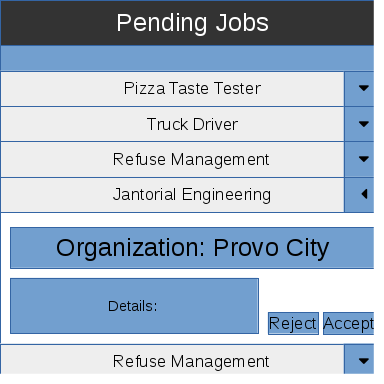 Pending Jobs
Pizza Taste Tester
Truck Driver
Refuse Management
Jantorial Engineering
Organization: Provo City
Details:
Reject Accept
Refuse Management